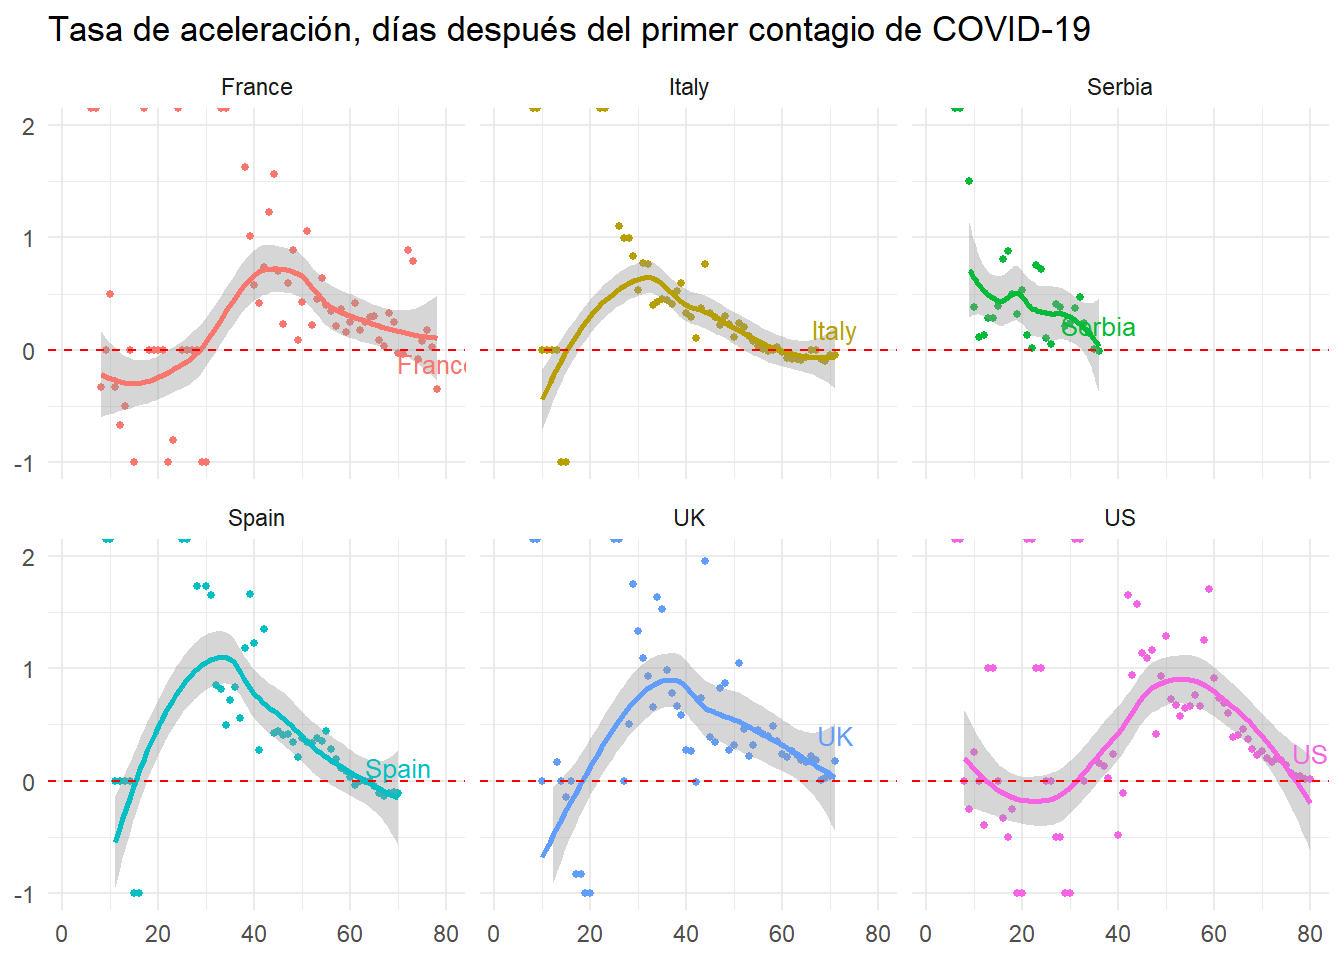 Tasa de aceleración, días después del primer contagio de COVID-19
France Italy Serbia
2
1
0
-1
France
Italy
Serbia
Spain UK US
2
1
0
-1
Spain
UK
US
0 20 40 60 80 0 20 40 60 80 0 20 40 60 80